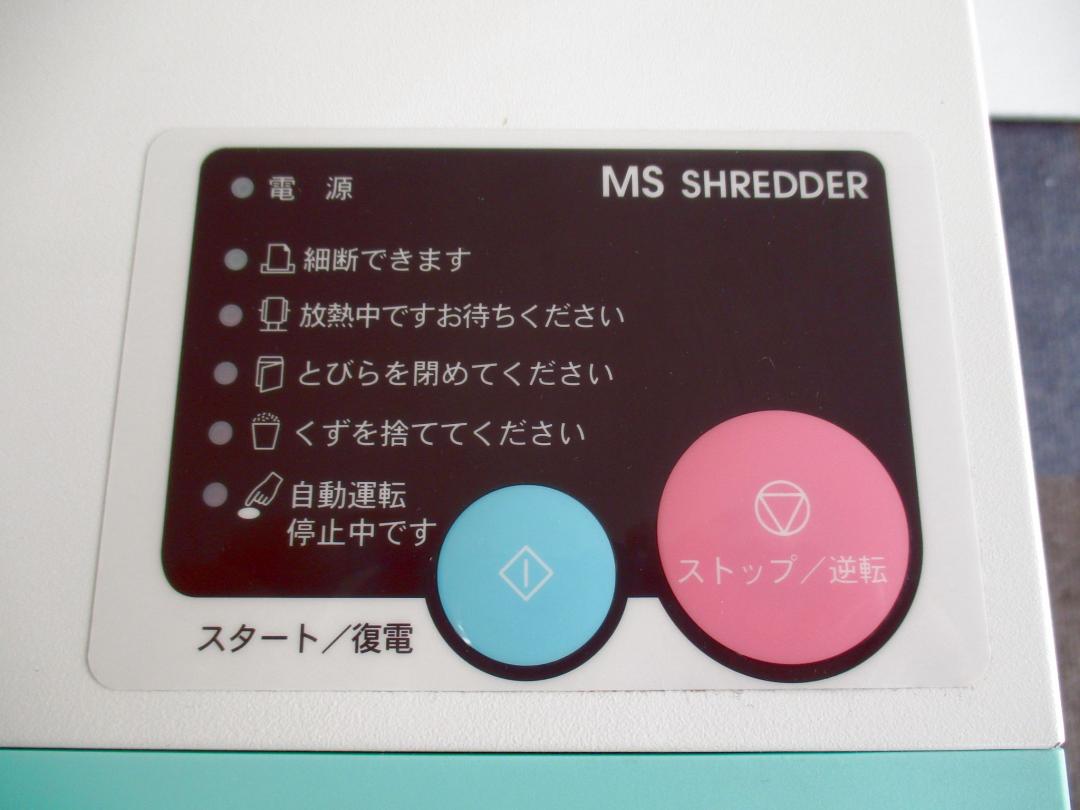 電　源
MS SHREDDER
細断できます
放熱中ですお待ちください
とびらを閉めてください
くずを捨ててください
自動運転
停止中です
ストップ／逆転
スタート／復電